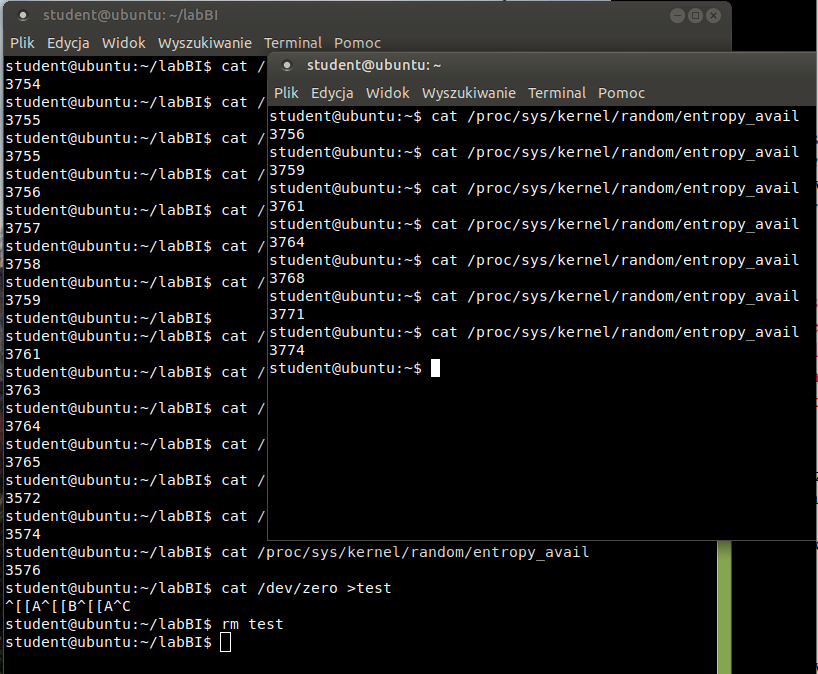 student@ubuntu: ~/labBI
Plik Edycja Widok Wyszukiwanie Terminal Pomoc
student@ubuntu:~/labBI$ cat /
3754
student@ubuntu:~/labBI$ cat /
3755
student@ubuntu:~/labBI$ cat /
3755
student@ubuntu:~/labBI$ cat /
3756
student@ubuntu:~/labBI$ cat /
3757
student@ubuntu:~/labBI$ cat /
3758
student@ubuntu:~/labBI$ cat /
3759
student@ubuntu:~/labBI$
student@ubuntu:~/labBI$ cat /
3761
student@ubuntu:~/labBI$ cat /
3763
student@ubuntu:~/labBI$ cat /
3764
student@ubuntu:~/labBI$ cat /
3765
student@ubuntu:~/labBI$ cat /
3572
student@ubuntu:~/labBI$ cat /
3574
student@ubuntu:~/labBI$ cat /proc/sys/kernel/random/entropy_avail
3576
student@ubuntu:~/labBI$ cat /dev/zero >test
^[[A^[[B^[[A^C
student@ubuntu:~/labBI$ rm test
student@ubuntu:~/labBI$
student@ubuntu: ~
Plik Edycja Widok Wyszukiwanie Terminal Pomoc
student@ubuntu:~$ cat /proc/sys/kernel/random/entropy_avail
3756
student@ubuntu:~$ cat /proc/sys/kernel/random/entropy_avail
3759
student@ubuntu:~$ cat /proc/sys/kernel/random/entropy_avail
3761
student@ubuntu:~$ cat /proc/sys/kernel/random/entropy_avail
3764
student@ubuntu:~$ cat /proc/sys/kernel/random/entropy_avail
3768
student@ubuntu:~$ cat /proc/sys/kernel/random/entropy_avail
3771
student@ubuntu:~$ cat /proc/sys/kernel/random/entropy_avail
3774
student@ubuntu:~$